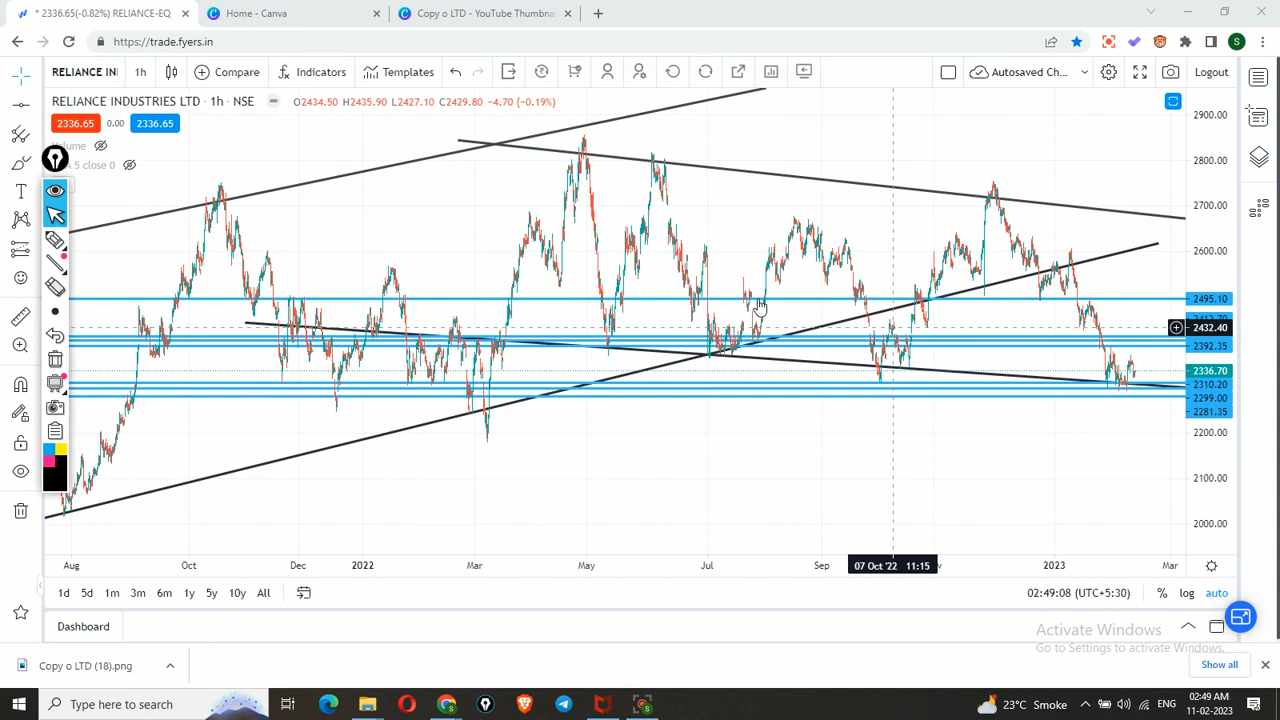 * 2336.65(-0.82%) RELIANCE-EQ
Home - Canva
Copy o LTD - YouTube Thumbnai
https://trade.fyers.in
S
RELIANCE IN
1h
Compare
Indicators
Templates
Autosaved Ch...
Logout
RELIANCE INDUSTRIES LTD · 1h · NSE
O2434.50 H2435.90 L2427.10 C2429.80 -4.70 (-0.19%)
2336.65 0.00 2336.65
Volume
5 close 0
2900.00
2800.00
2700.00
2600.00
2495.10
2432.40
2392.35
2336.70
2310.20
2299.00
2281.35
2200.00
2100.00
2000.00
Aug
Oct
Dec
2022
Mar
May
Jul
Sep
07 Oct '22 11:15
2023
Mar
1d 5d 1m 3m 6m 1y 5y 10y All
02:49:08 (UTC+5:30)
% log auto
Dashboard
Activate Windows
Go to Settings to activate Windows.
Copy o LTD (18).png
Show all
Type here to search
23°C Smoke
ENG
02:49 AM
11-02-2023